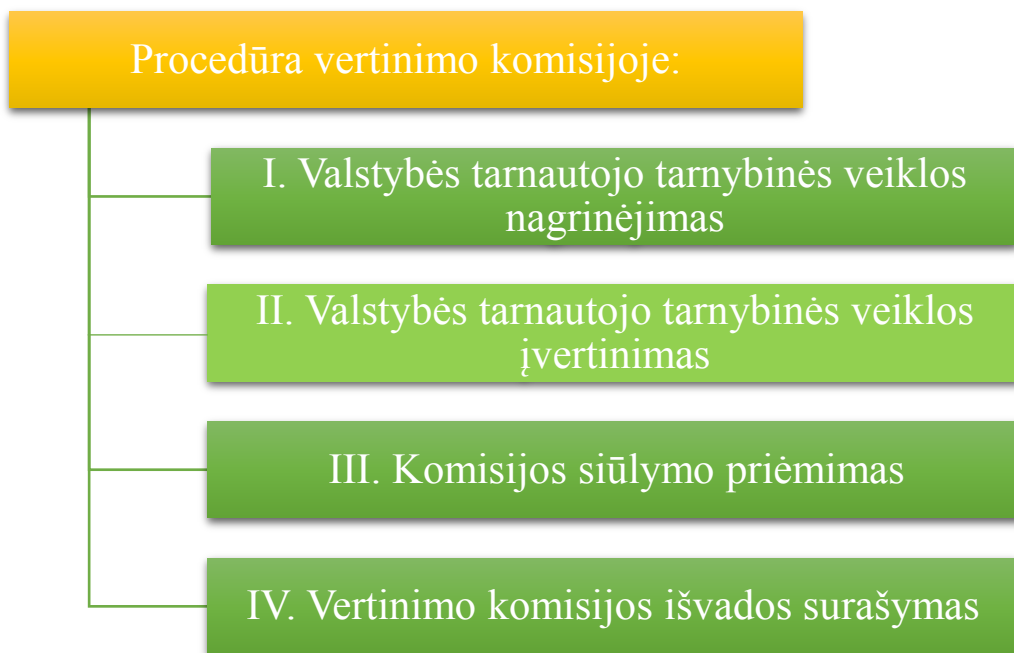 Procedūra vertinimo komisijoje:
I. Valstybės tarnautojo tarnybinės veiklos
nagrinėjimas
II. Valstybės tarnautojo tarnybinės veiklos
įvertinimas
III. Komisijos siūlymo priėmimas
IV. Vertinimo komisijos išvados surašymas